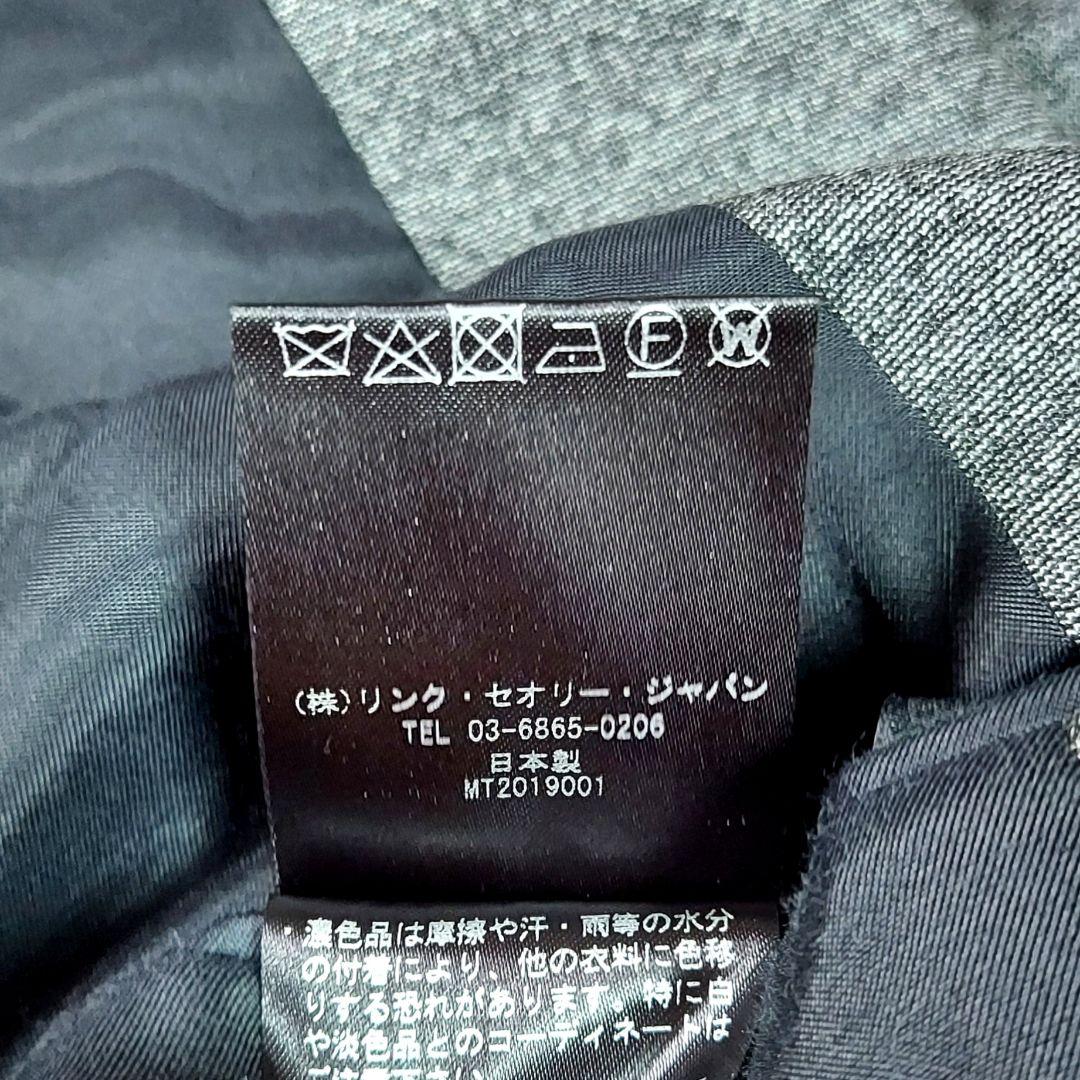 F W
(株)リンク・セオリー・ジャパン
TEL 03-6865-0206
日本製
MT2019001
・濃色品は摩擦や汗・雨等の水分
の付着により、他の衣料に色移
りする恐れがあります。特に白
や淡色品とのコーディネートは